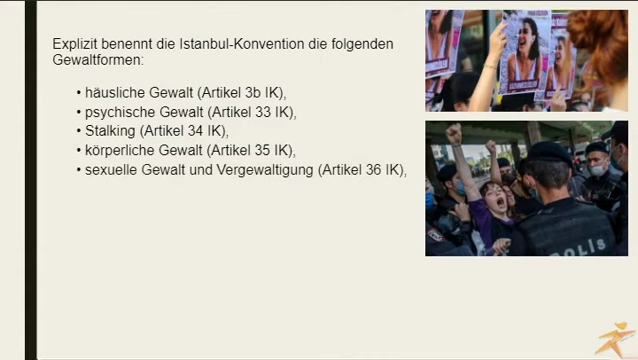 Explizit benennt die Istanbul-Konvention die folgenden
Gewaltformen:
• häusliche Gewalt (Artikel 3b IK),
• psychische Gewalt (Artikel 33 IK),
• Stalking (Artikel 34 IK),
• körperliche Gewalt (Artikel 35 IK),
• sexuelle Gewalt und Vergewaltigung (Artikel 36 IK),
POLİS